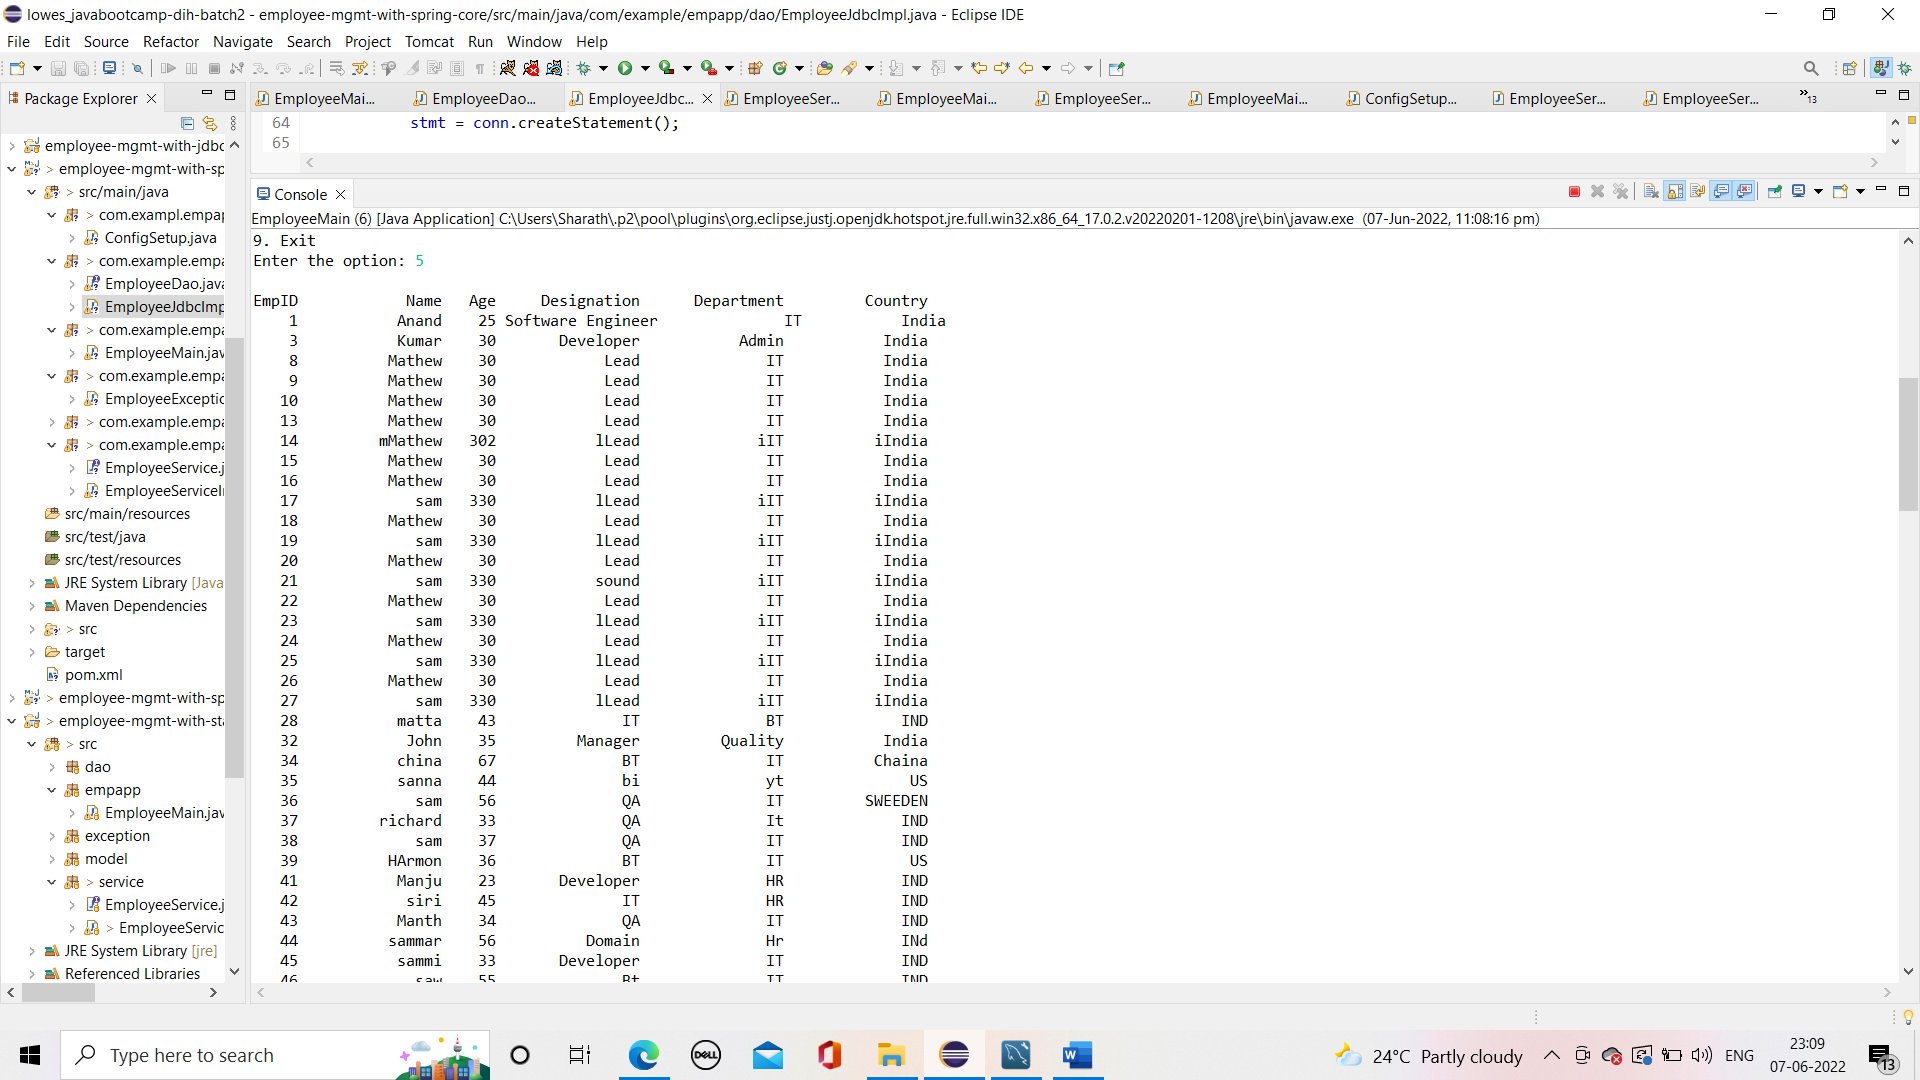 lowes_javabootcamp-dih-batch2 - employee-mgmt-with-spring-core/src/main/java/com/example/empapp/dao/EmployeeJdbcImpl.java - Eclipse IDE
File Edit Source Refactor Navigate Search Project Tomcat Run Window Help
Package Explorer
EmployeeMai... EmployeeDao... EmployeeJdbc... EmployeeSer... EmployeeMai... EmployeeSer... EmployeeMai... ConfigSetup... EmployeeSer... EmployeeSer... »13
employee-mgmt-with-jdbc
> employee-mgmt-with-sp
> src/main/java
> com.exampl.empap
ConfigSetup.java
> com.example.empa
EmployeeDao.java
EmployeeJdbcImp
> com.example.empa
EmployeeMain.jav
> com.example.empa
EmployeeExceptio
> com.example.empa
> com.example.empa
EmployeeService.j
EmployeeServiceI
src/main/resources
src/test/java
src/test/resources
JRE System Library [Java
Maven Dependencies
> src
target
pom.xml
> employee-mgmt-with-sp
> employee-mgmt-with-sta
> src
dao
empapp
EmployeeMain.jav
exception
model
> service
EmployeeService.j
> EmployeeServic
JRE System Library [jre]
Referenced Libraries
64 stmt = conn.createStatement();
65
Console
EmployeeMain (6) [Java Application] C:\Users\Sharath\.p2\pool\plugins\org.eclipse.justj.openjdk.hotspot.jre.full.win32.x86_64_17.0.2.v20220201-1208\jre\bin\javaw.exe (07-Jun-2022, 11:08:16 pm)
9. Exit
Enter the option: 5
EmpID Name Age Designation Department Country
1 Anand 25 Software Engineer IT India
3 Kumar 30 Developer Admin India
8 Mathew 30 Lead IT India
9 Mathew 30 Lead IT India
10 Mathew 30 Lead IT India
13 Mathew 30 Lead IT India
14 mMathew 302 lLead iIT iIndia
15 Mathew 30 Lead IT India
16 Mathew 30 Lead IT India
17 sam 330 lLead iIT iIndia
18 Mathew 30 Lead IT India
19 sam 330 lLead iIT iIndia
20 Mathew 30 Lead IT India
21 sam 330 sound iIT iIndia
22 Mathew 30 Lead IT India
23 sam 330 lLead iIT iIndia
24 Mathew 30 Lead IT India
25 sam 330 lLead iIT iIndia
26 Mathew 30 Lead IT India
27 sam 330 lLead iIT iIndia
28 matta 43 IT BT IND
32 John 35 Manager Quality India
34 china 67 BT IT Chaina
35 sanna 44 bi yt US
36 sam 56 QA IT SWEEDEN
37 richard 33 QA It IND
38 sam 37 QA IT IND
39 HArmon 36 BT IT US
41 Manju 23 Developer HR IND
42 siri 45 IT HR IND
43 Manth 34 QA IT IND
44 sammar 56 Domain Hr INd
45 sammi 33 Developer IT IND
46 saw 55 Bt IT IND
Type here to search
DELL
24°C Partly cloudy
ENG
23:09
07-06-2022
13